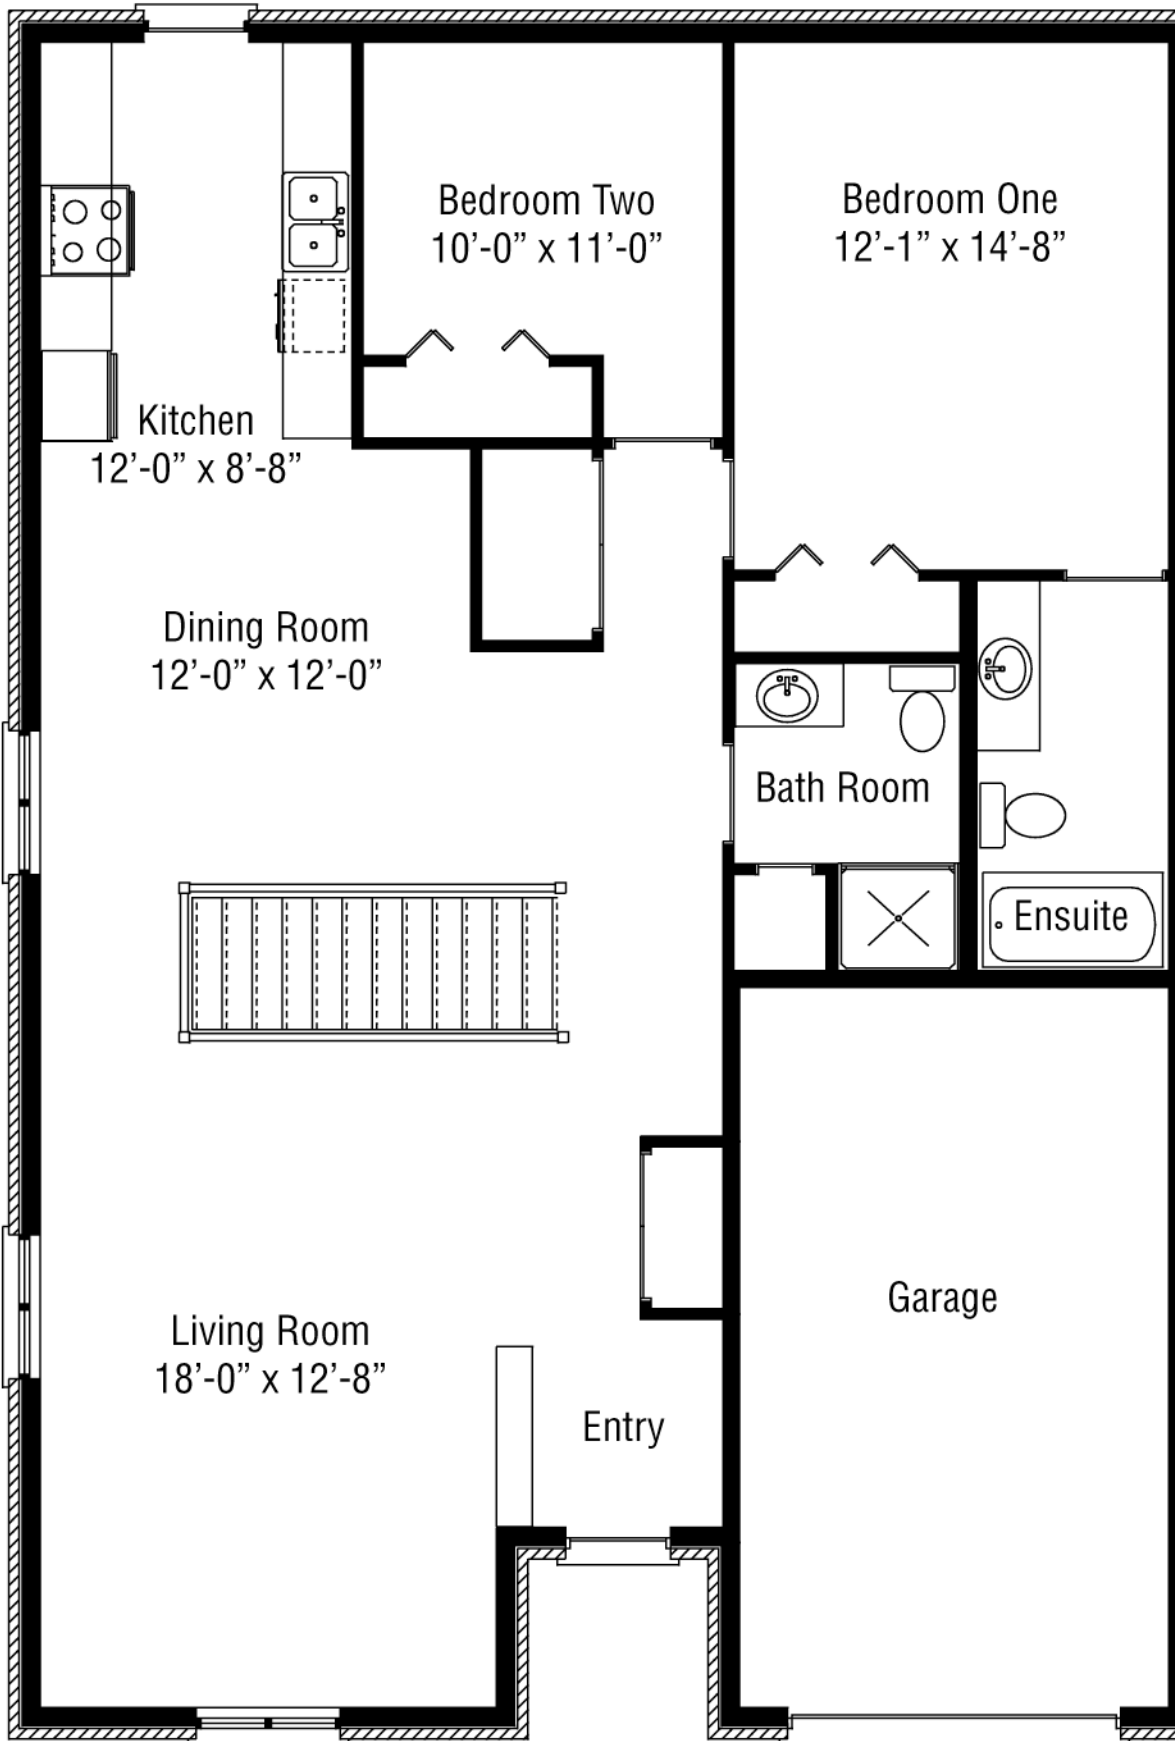 Bedroom Two
10’-0” x 11’-0”
Bedroom One
12’-1” x 14’-8”
Kitchen
12’-0” x 8’-8”
Dining Room
12’-0” x 12’-0”
Bath Room
Ensuite
Garage
Living Room
18’-0” x 12’-8”
Entry